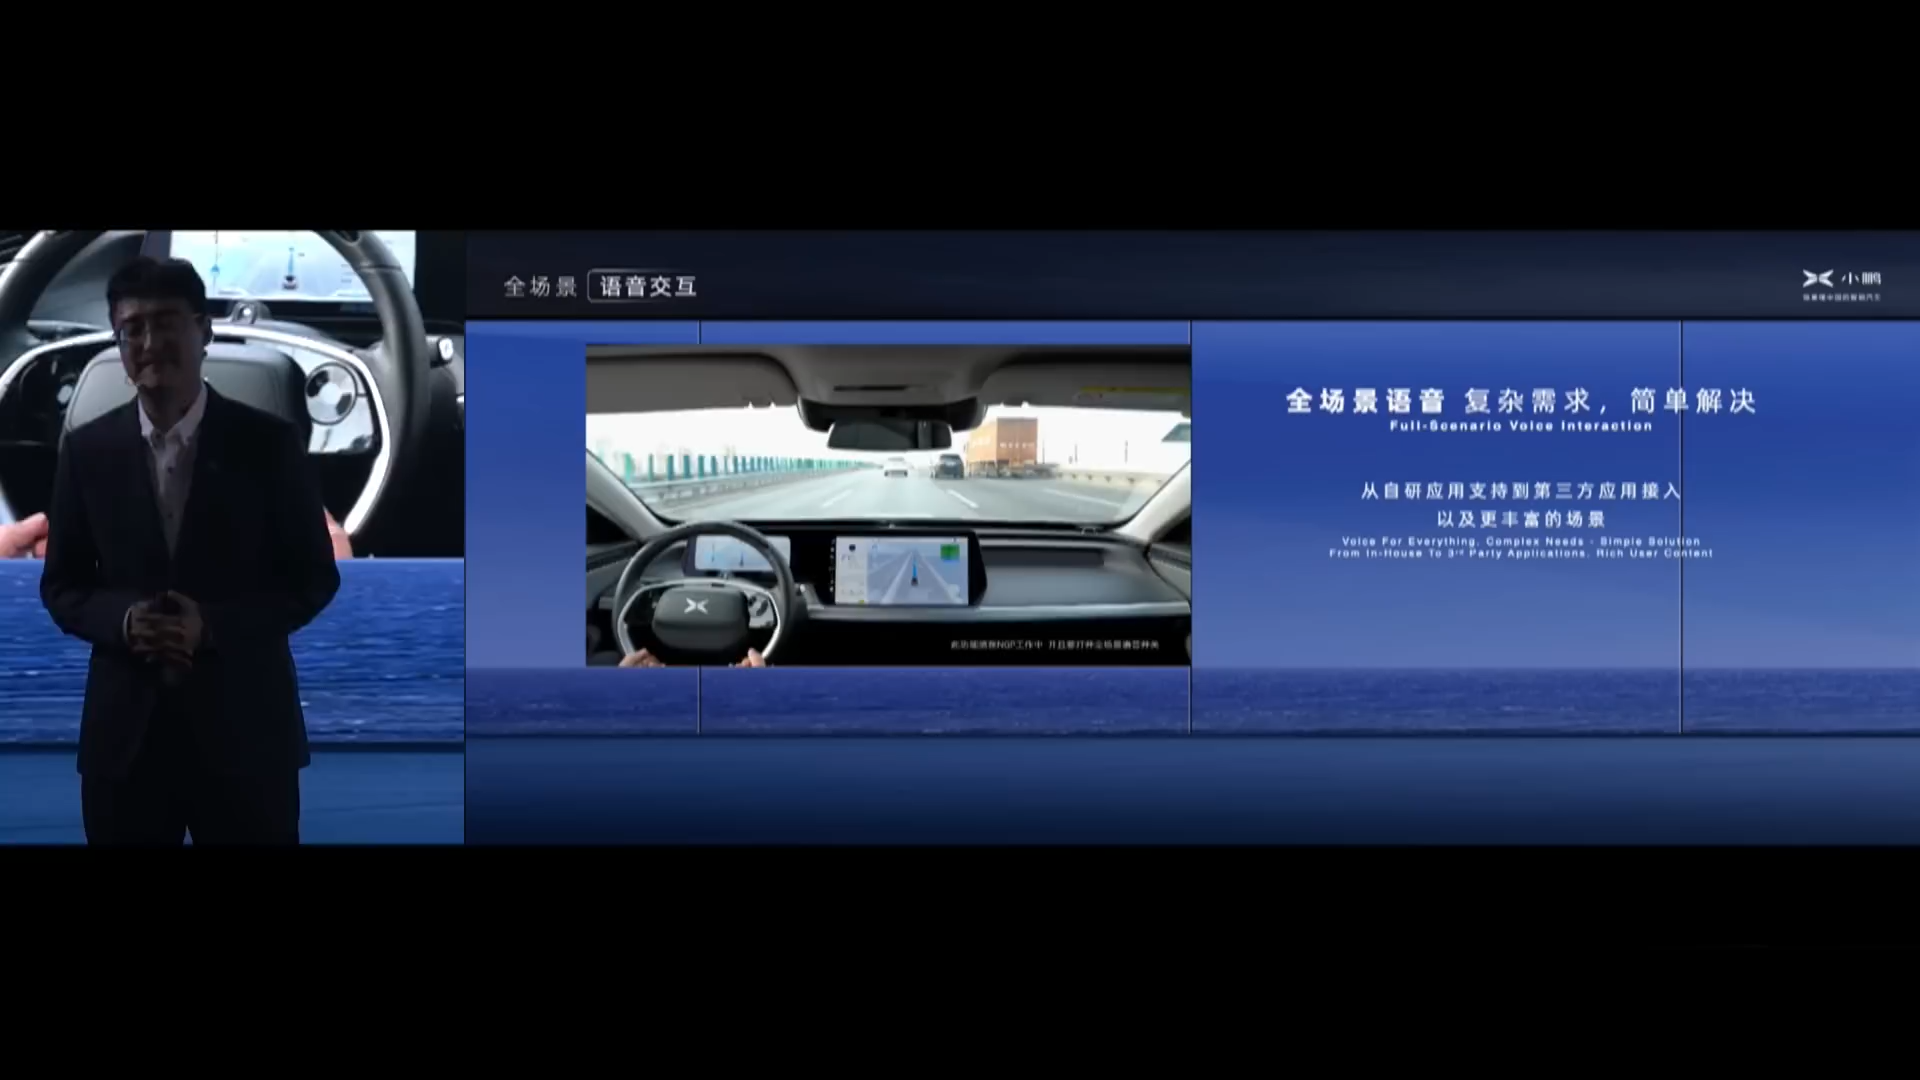 全场景 语音交互
小鹏
全场景语音 复杂需求，简单解决
Full-Scenario Voice Interaction
从自研应用支持到第三方应用接入
以及更丰富的场景
Voice For Everything. Complex Needs - Simple Solution
From In-House To 3rd Party Applications. Rich User Content